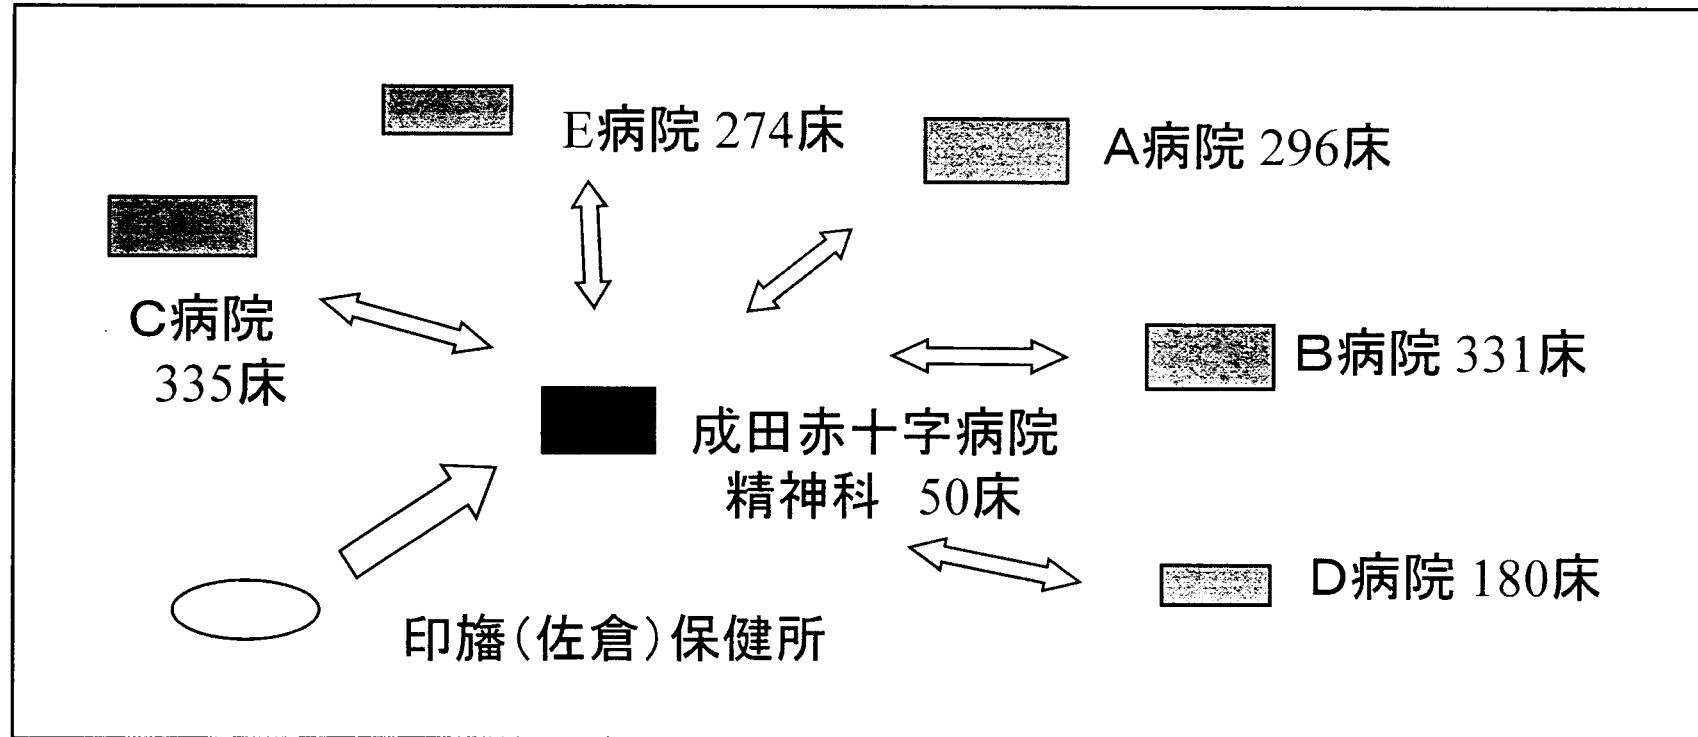 E病院 274床
A病院 296床
C病院
335床
B病院 331床
成田赤十字病院
精神科 50床
D病院 180床
印旛(佐倉)保健所